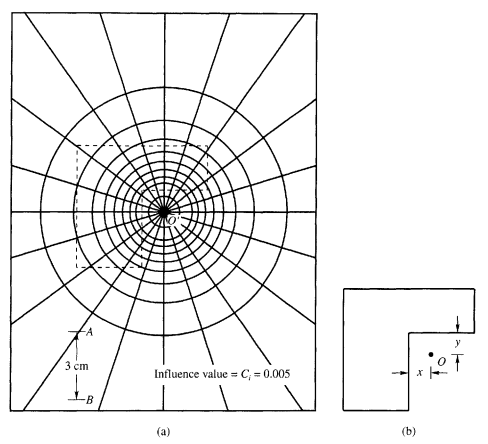 O'
A
3 cm
B
Influence value = C_i = 0.005
(a)
y
O
x
(b)